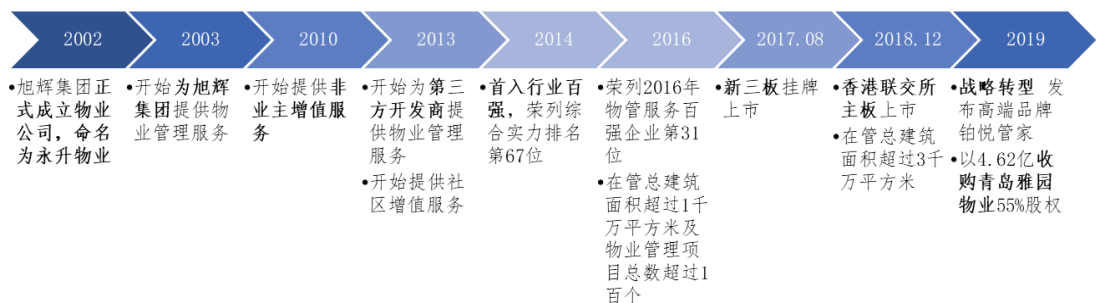 2002
2003
2010
2013
2014
2016
2017.08
2018.12
2019
•旭辉集团正
式成立物业
公司，命名
为永升物业
•开始为旭辉
集团提供物
业管理服务
•开始提供非
业主增值服
务
•开始为第三
方开发商提
供物业管理
服务
•开始提供社
区增值服务
•首入行业百
强，荣列综
合实力排名
第67位
•荣列2016年
物管服务百
强企业第31
位
•在管总建筑
面积超过1千
万平方米及
物业管理项
目总数超过1
百个
•新三板挂牌
上市
•香港联交所
主板上市
•在管总建筑
面积超过3千
万平方米
•战略转型 发
布高端品牌
铂悦管家
•以4.62亿收
购青岛雅园
物业55%股权